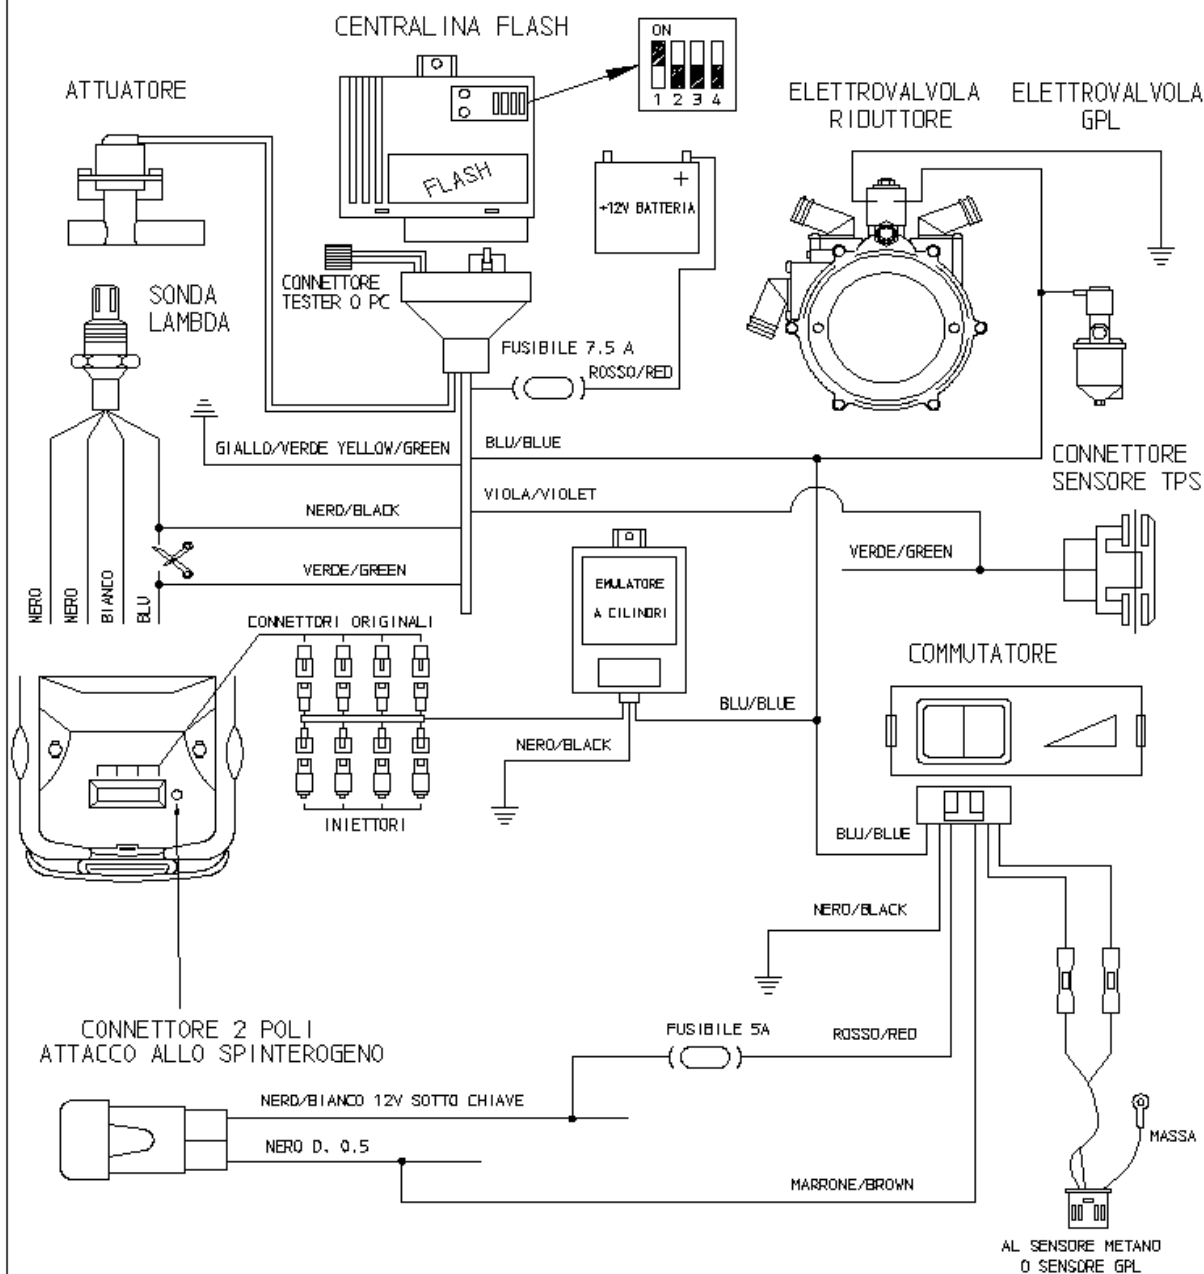 CENTRALINA FLASH
ON
1 2 3 4
ATTUATORE
ELETTROVALVOLA
RIDUTTORE
ELETTROVALVOLA
GPL
FLASH
+
+12V BATTERIA
CONNETTORE
TESTER O PC
SONDA
LAMBDA
FUSIBILE 7.5 A
ROSSO/RED
GIALLO/VERDE YELLOW/GREEN
BLU/BLUE
CONNETTORE
SENSORE TPS
VIOLA/VIOLET
NERO/BLACK
VERDE/GREEN
VERDE/GREEN
NERO
NERO
BIANCO
BLU
EMULATORE
A CILINDRI
CONNETTORI ORIGINALI
COMMUTATORE
BLU/BLUE
NERO/BLACK
INIETTORI
BLU/BLUE
NERO/BLACK
CONNETTORE 2 POLI
ATTACCO ALLO SPINTEROGENO
FUSIBILE 5A
ROSSO/RED
NERO/BIANCO 12V SOTTO CHIAVE
NERO D. 0.5
MARRONE/BROWN
MASSA
AL SENSORE METANO
O SENSORE GPL